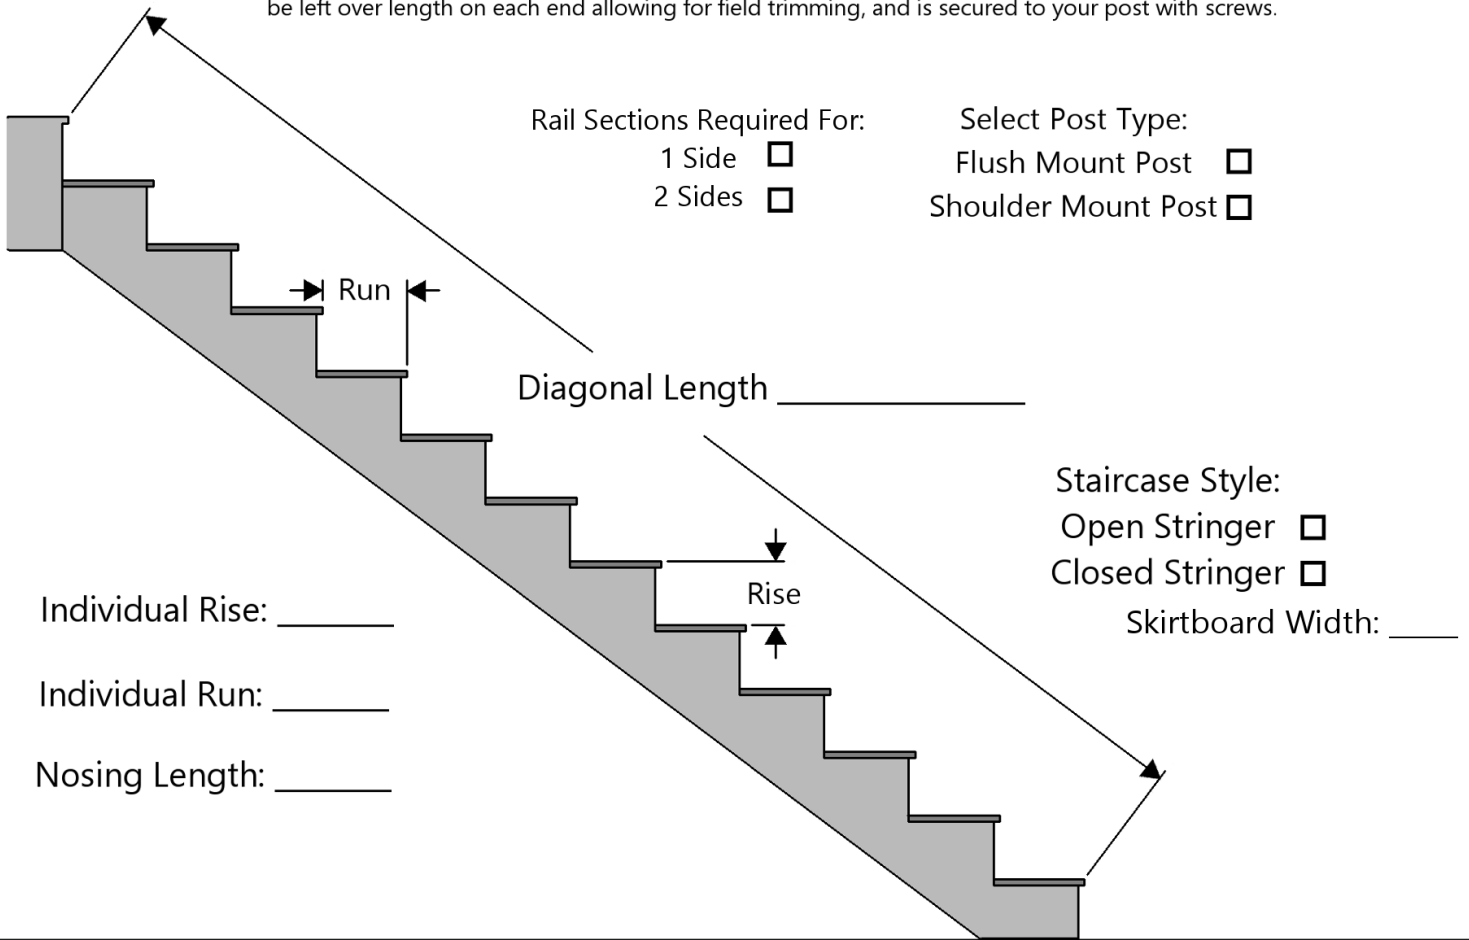 be left over length on each end allowing for field trimming, and is secured to your post with screws.
Rail Sections Required For:
1 Side
2 Sides
Select Post Type:
Flush Mount Post
Shoulder Mount Post
Run
Diagonal Length
Rise
Staircase Style:
Open Stringer
Closed Stringer
Skirtboard Width:
Individual Rise:
Individual Run:
Nosing Length: